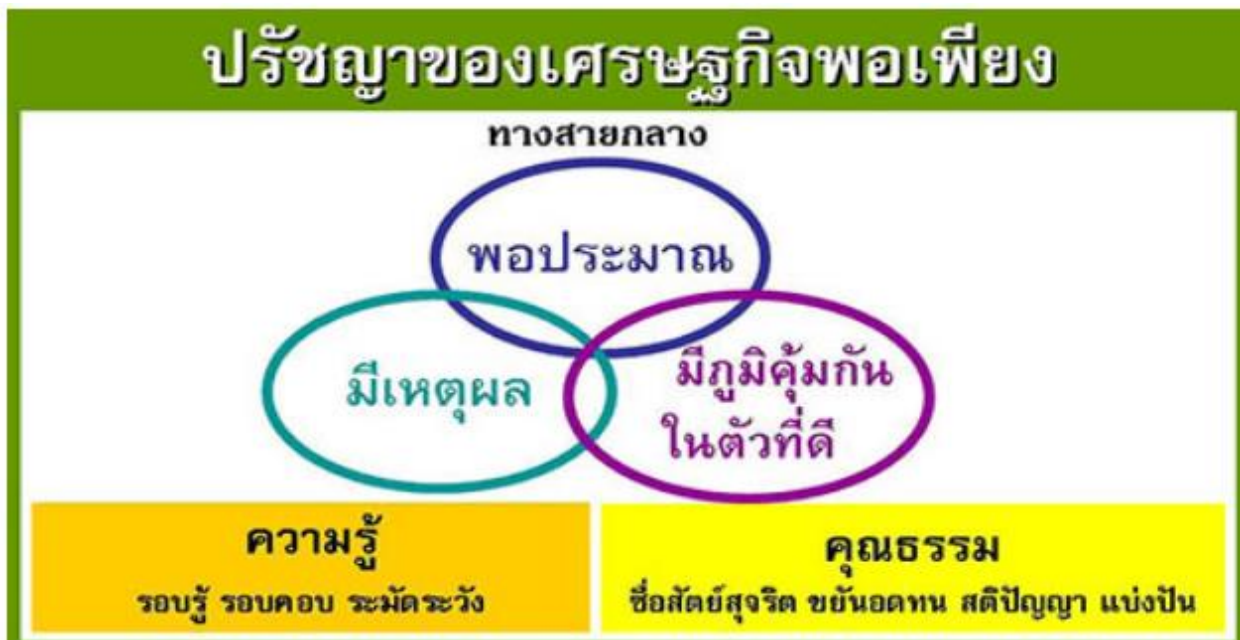 ปรัชญาของเศรษฐกิจพอเพียง
ทางสายกลาง
พอประมาณ
มีเหตุผล
มีภูมิคุ้มกัน
ในตัวที่ดี
ความรู้
รอบรู้ รอบคอบ ระมัดระวัง
คุณธรรม
ซื่อสัตย์สุจริต ขยันอดทน สติปัญญา แบ่งปัน